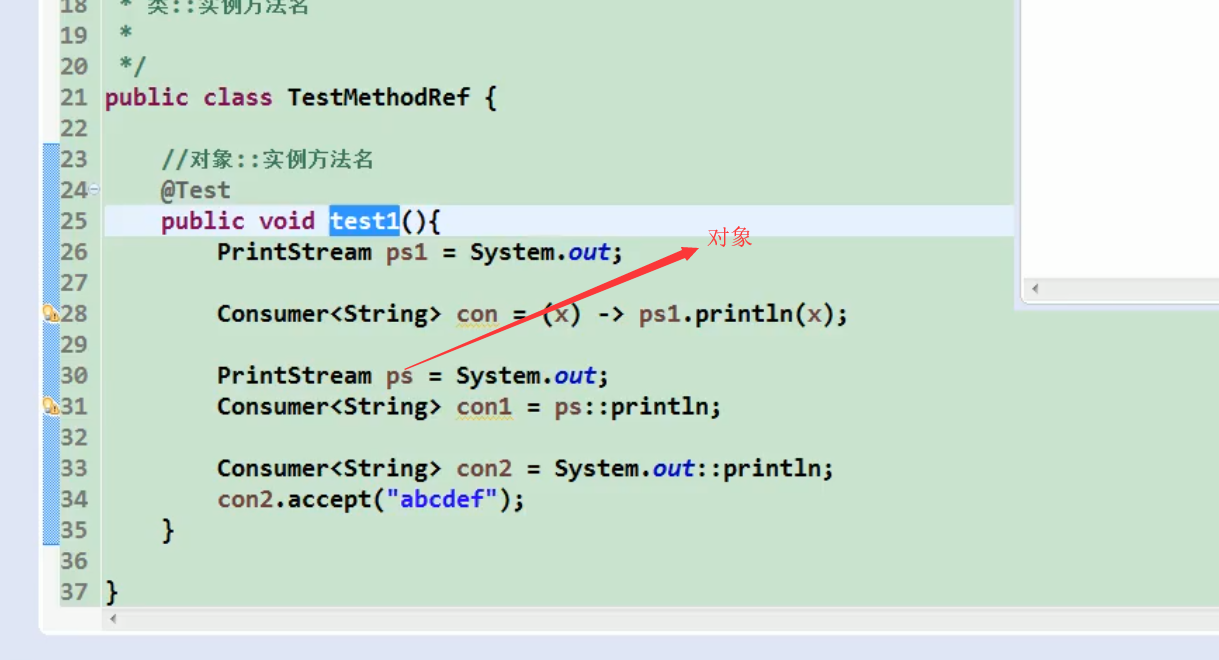 18 * 类::实例方法名
19 *
20 */
21 public class TestMethodRef {
22
23 //对象::实例方法名
24 @Test
25 public void test1(){
26 PrintStream ps1 = System.out;
对象
27
28 Consumer<String> con = (x) -> ps1.println(x);
29
30 PrintStream ps = System.out;
31 Consumer<String> con1 = ps::println;
32
33 Consumer<String> con2 = System.out::println;
34 con2.accept("abcdef");
35 }
36
37 }